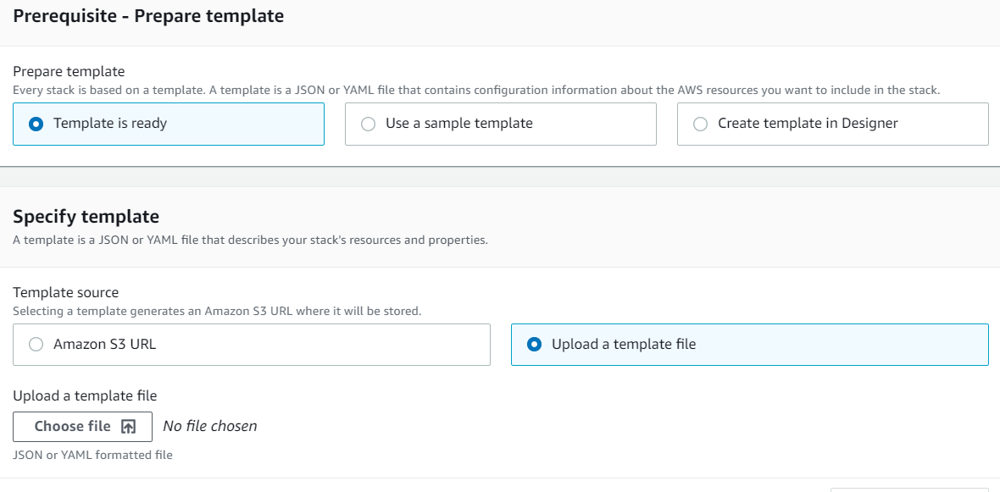 Prerequisite - Prepare template
Prepare template
Every stack is based on a template. A template is a JSON or YAML file that contains configuration information about the AWS resources you want to include in the stack.
Template is ready
Use a sample template
Create template in Designer
Specify template
A template is a JSON or YAML file that describes your stack's resources and properties.
Template source
Selecting a template generates an Amazon S3 URL where it will be stored.
Amazon S3 URL
Upload a template file
Upload a template file
Choose file
No file chosen
JSON or YAML formatted file